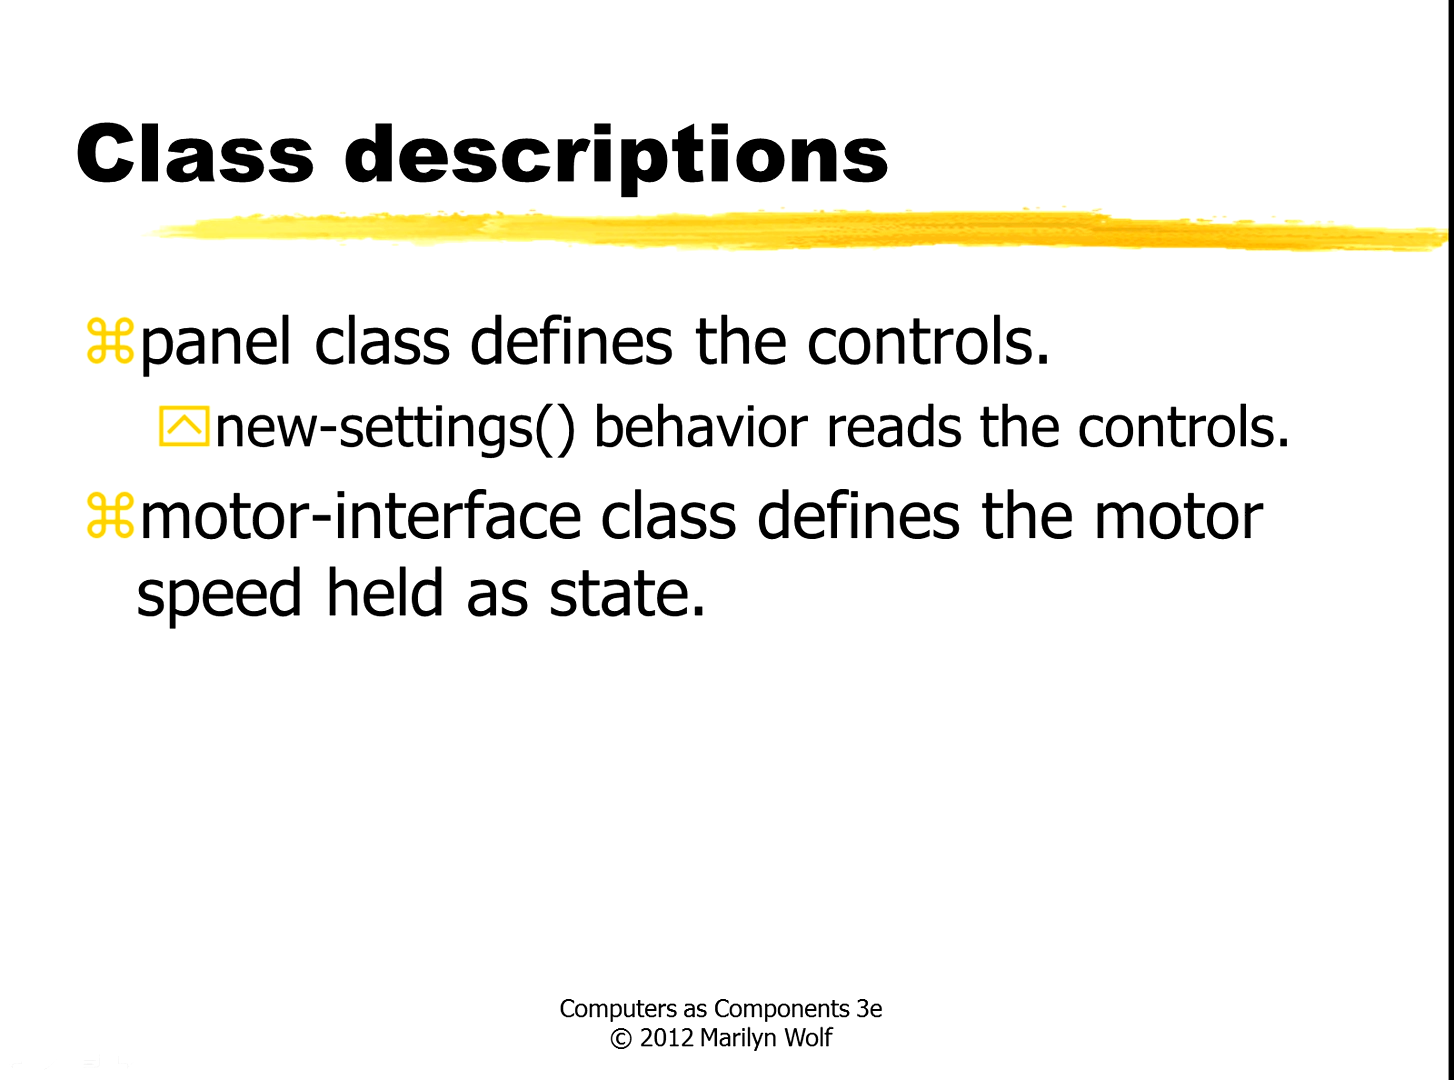 Class descriptions
⌘panel class defines the controls.
new-settings() behavior reads the controls.
⌘motor-interface class defines the motor
speed held as state.
Computers as Components 3e
© 2012 Marilyn Wolf